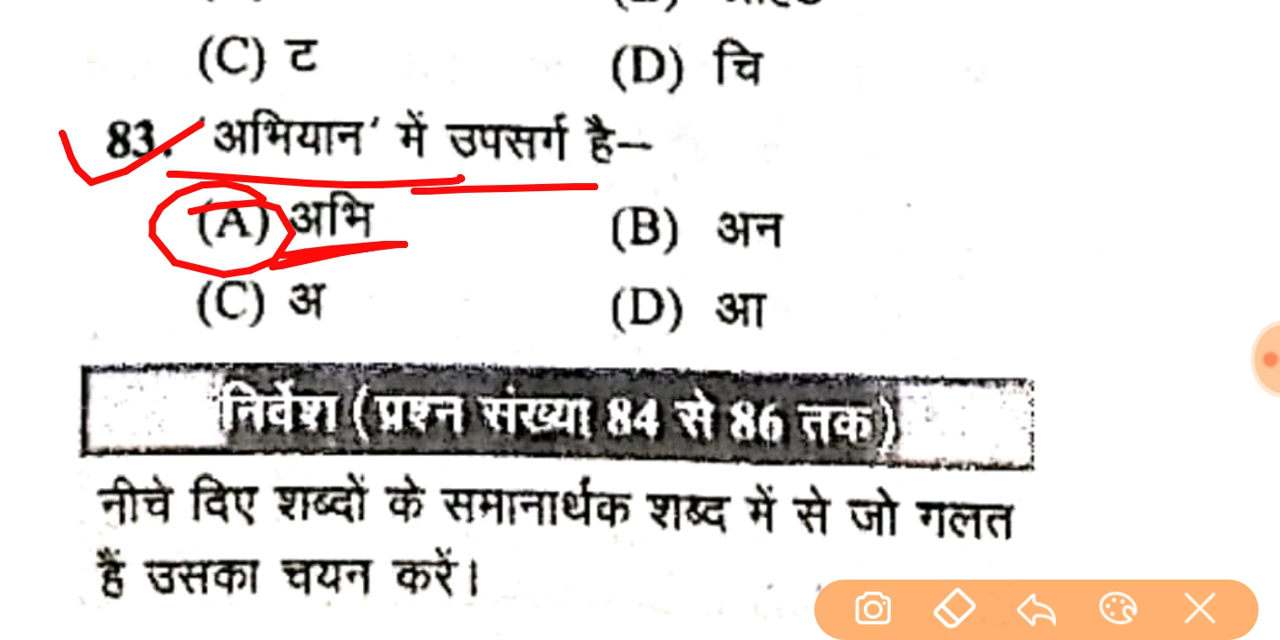 (C) ट (D) चि
83. 'अभियान' में उपसर्ग है—
(A) अभि (B) अन
(C) अ (D) आ
निर्देश (प्रश्न संख्या 84 से 86 तक)
नीचे दिए शब्दों के समानार्थक शब्द में से जो गलत
हैं उसका चयन करें।